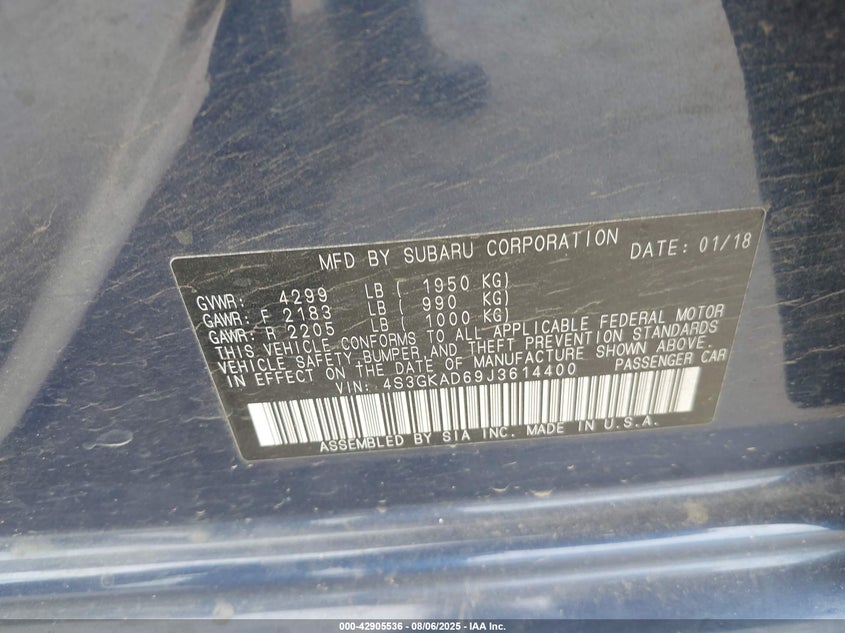 MFD BY SUBARU CORPORATION DATE: 01/18
GVWR: 4299 LB ( 1950 KG)
GAWR: F 2183 LB ( 990 KG)
GAWR: R 2205 LB ( 1000 KG)
THIS VEHICLE CONFORMS TO ALL APPLICABLE FEDERAL MOTOR
VEHICLE SAFETY, BUMPER, AND THEFT PREVENTION STANDARDS
IN EFFECT ON THE DATE OF MANUFACTURE SHOWN ABOVE.
VIN: 4S3GKAD69J3614400 PASSENGER CAR
ASSEMBLED BY SIA INC. MADE IN U.S.A.
000-42905536 - 08/06/2025 - IAA Inc.